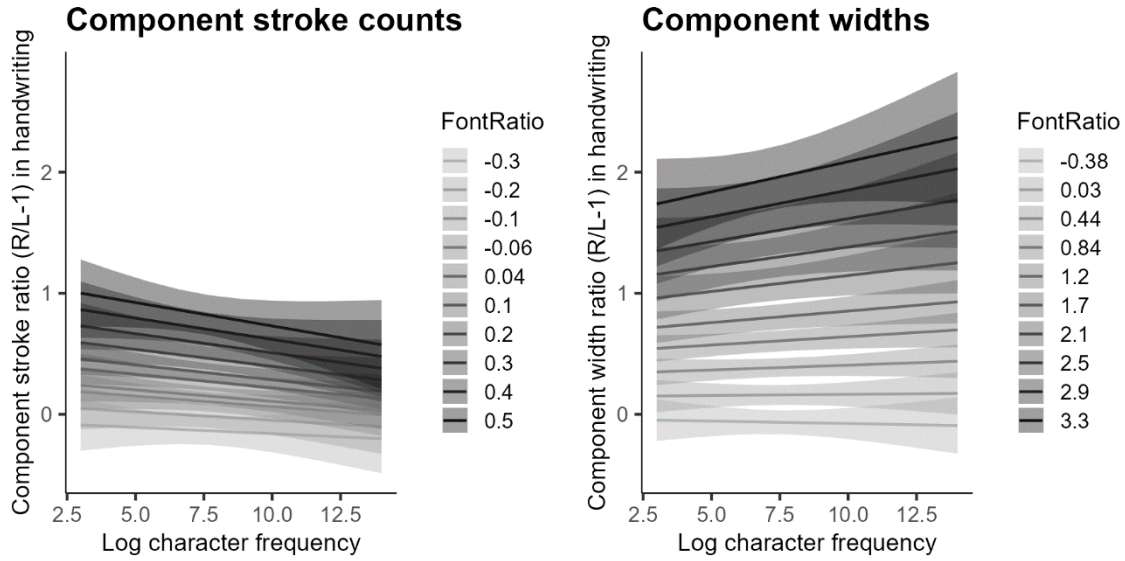 Component stroke counts
Component stroke ratio (R/L-1) in handwriting
2
1
0
2.5 5.0 7.5 10.0 12.5
Log character frequency
FontRatio
-0.3
-0.2
-0.1
-0.06
0.04
0.1
0.2
0.3
0.4
0.5
Component widths
Component width ratio (R/L-1) in handwriting
2
1
0
2.5 5.0 7.5 10.0 12.5
Log character frequency
FontRatio
-0.38
0.03
0.44
0.84
1.2
1.7
2.1
2.5
2.9
3.3